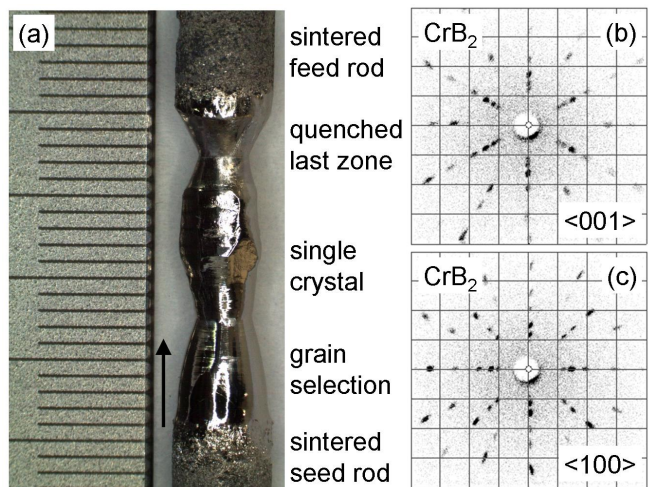 (a)
sintered
feed rod
quenched
last zone
single
crystal
grain
selection
sintered
seed rod
CrB₂
(b)
<001>
CrB₂
(c)
<100>